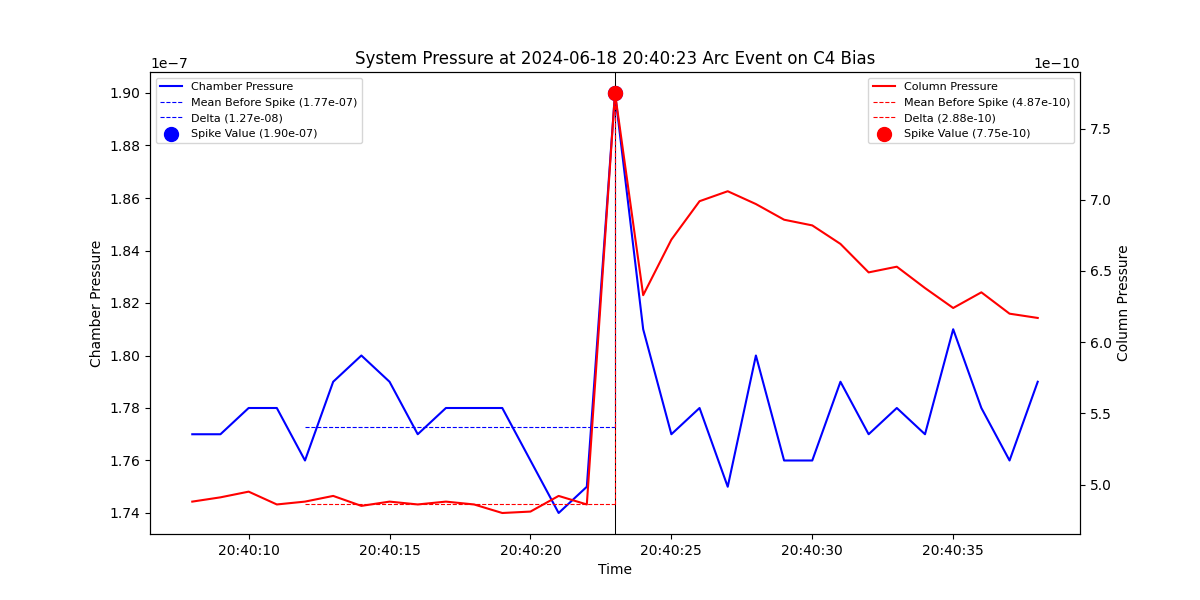 System Pressure at 2024-06-18 20:40:23 Arc Event on C4 Bias
1e−7
1e−10
Chamber Pressure
Mean Before Spike (1.77e-07)
Delta (1.27e-08)
Spike Value (1.90e-07)
Column Pressure
Mean Before Spike (4.87e-10)
Delta (2.88e-10)
Spike Value (7.75e-10)
Chamber Pressure
1.90
1.88
1.86
1.84
1.82
1.80
1.78
1.76
1.74
7.5
7.0
6.5
6.0
5.5
5.0
Column Pressure
20:40:10
20:40:15
20:40:20
20:40:25
20:40:30
20:40:35
Time